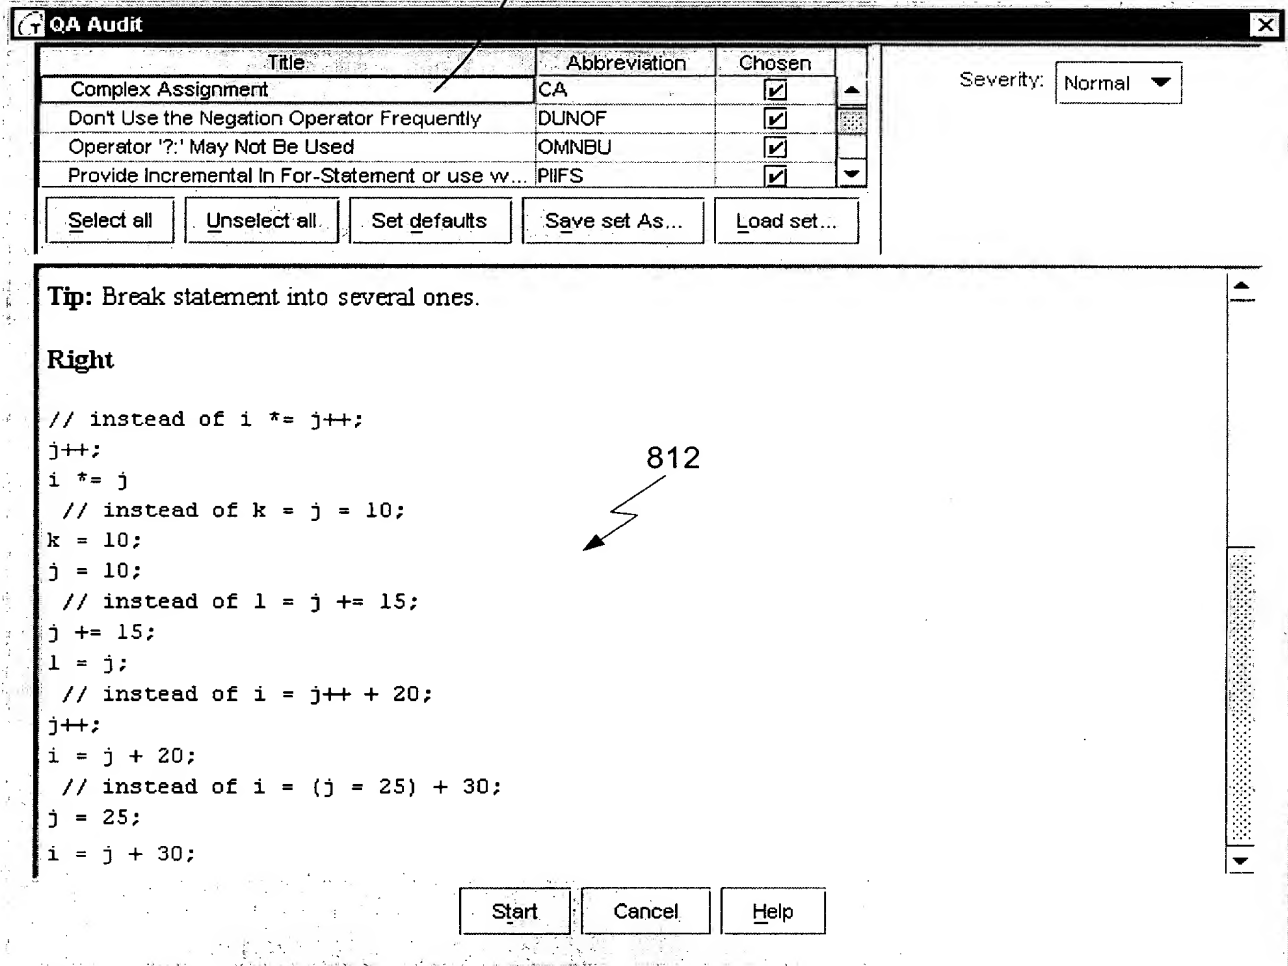 QA Audit
Title Abbreviation Chosen
Complex Assignment CA
Don't Use the Negation Operator Frequently DUNOF
Operator '?:' May Not Be Used OMNBU
Provide Incremental In For-Statement or use w... PIIFS
Severity: Normal
Select all Unselect all Set defaults Save set As... Load set...
Tip: Break statement into several ones.
Right
// instead of i *= j++;
j++;
i *= j
// instead of k = j = 10;
k = 10;
j = 10;
// instead of l = j += 15;
j += 15;
l = j;
// instead of i = j++ + 20;
j++;
i = j + 20;
// instead of i = (j = 25) + 30;
j = 25;
i = j + 30;
812
Start Cancel Help